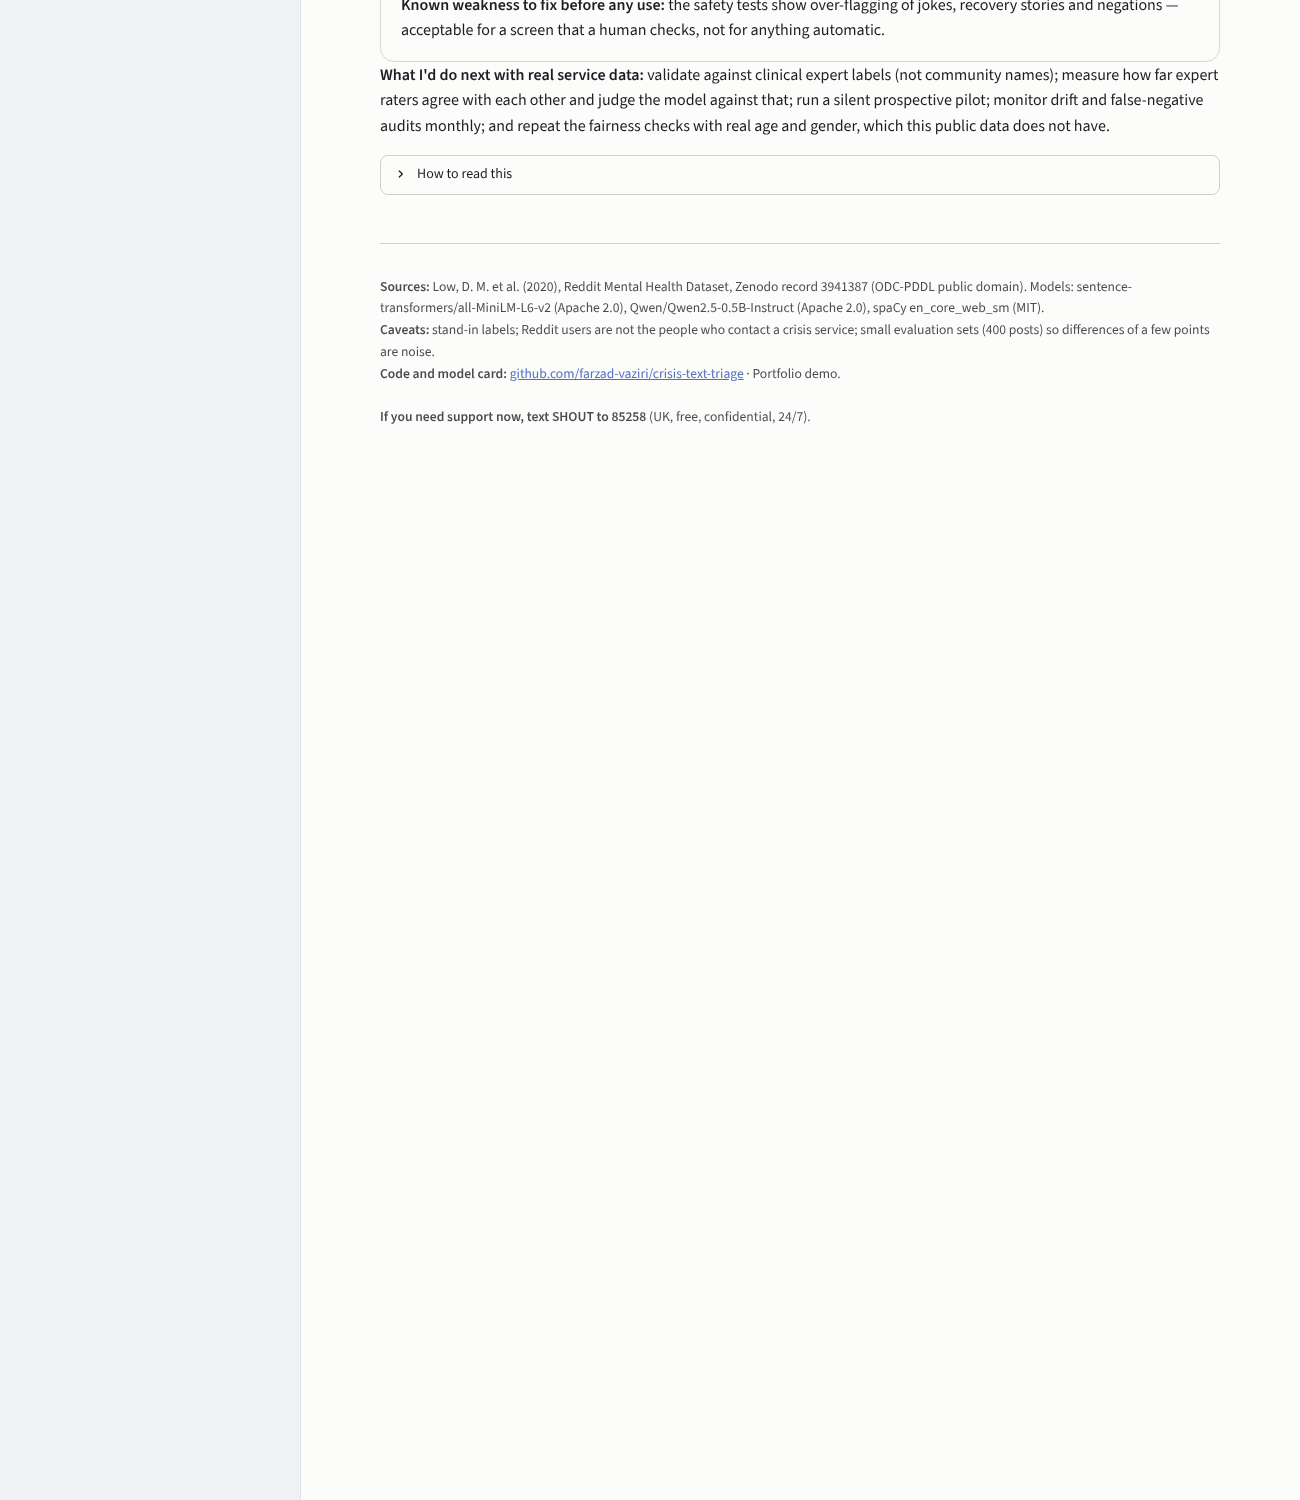 Known weakness to fix before any use: the safety tests show over-flagging of jokes, recovery stories and negations —
acceptable for a screen that a human checks, not for anything automatic.
What I'd do next with real service data: validate against clinical expert labels (not community names); measure how far expert
raters agree with each other and judge the model against that; run a silent prospective pilot; monitor drift and false-negative
audits monthly; and repeat the fairness checks with real age and gender, which this public data does not have.
How to read this
Sources: Low, D. M. et al. (2020), Reddit Mental Health Dataset, Zenodo record 3941387 (ODC-PDDL public domain). Models: sentence-
transformers/all-MiniLM-L6-v2 (Apache 2.0), Qwen/Qwen2.5-0.5B-Instruct (Apache 2.0), spaCy en_core_web_sm (MIT).
Caveats: stand-in labels; Reddit users are not the people who contact a crisis service; small evaluation sets (400 posts) so differences of a few points
are noise.
Code and model card: github.com/farzad-vaziri/crisis-text-triage · Portfolio demo.
If you need support now, text SHOUT to 85258 (UK, free, confidential, 24/7).